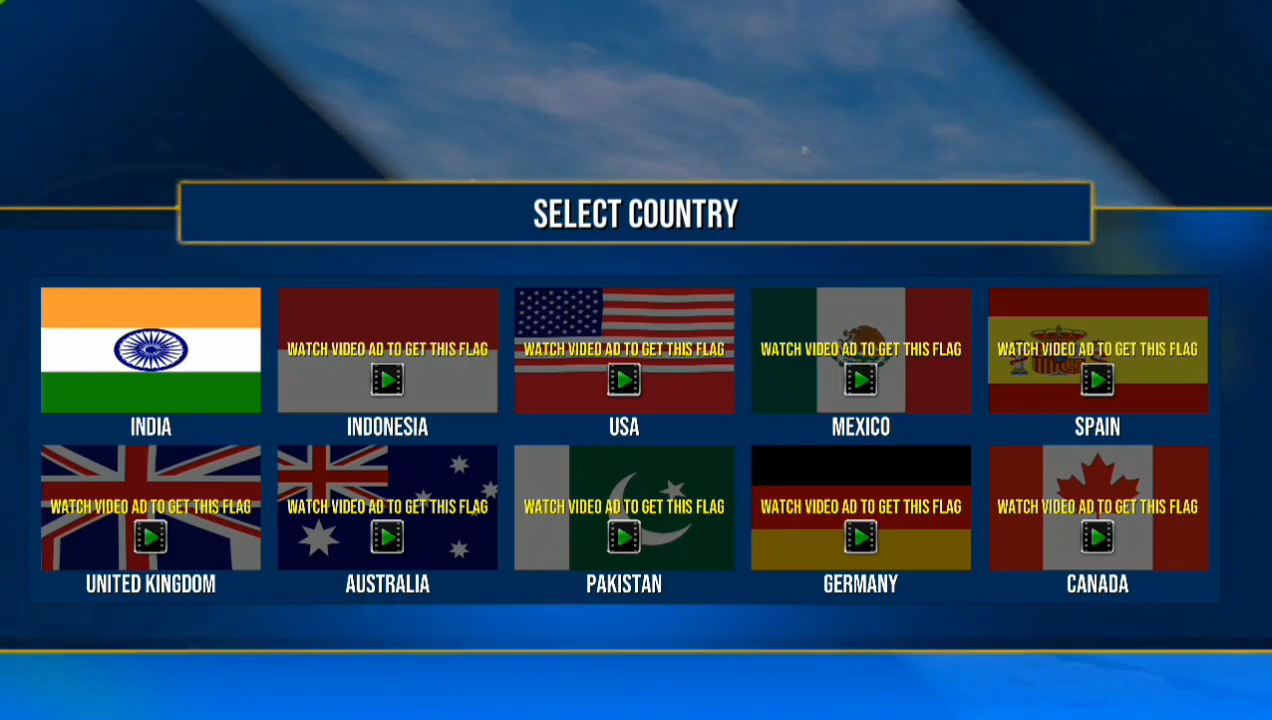 SELECT COUNTRY
WATCH VIDEO AD TO GET THIS FLAG
WATCH VIDEO AD TO GET THIS FLAG
WATCH VIDEO AD TO GET THIS FLAG
WATCH VIDEO AD TO GET THIS FLAG
INDIA
INDONESIA
USA
MEXICO
SPAIN
WATCH VIDEO AD TO GET THIS FLAG
WATCH VIDEO AD TO GET THIS FLAG
WATCH VIDEO AD TO GET THIS FLAG
WATCH VIDEO AD TO GET THIS FLAG
WATCH VIDEO AD TO GET THIS FLAG
UNITED KINGDOM
AUSTRALIA
PAKISTAN
GERMANY
CANADA